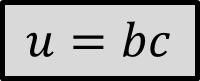 u = bc